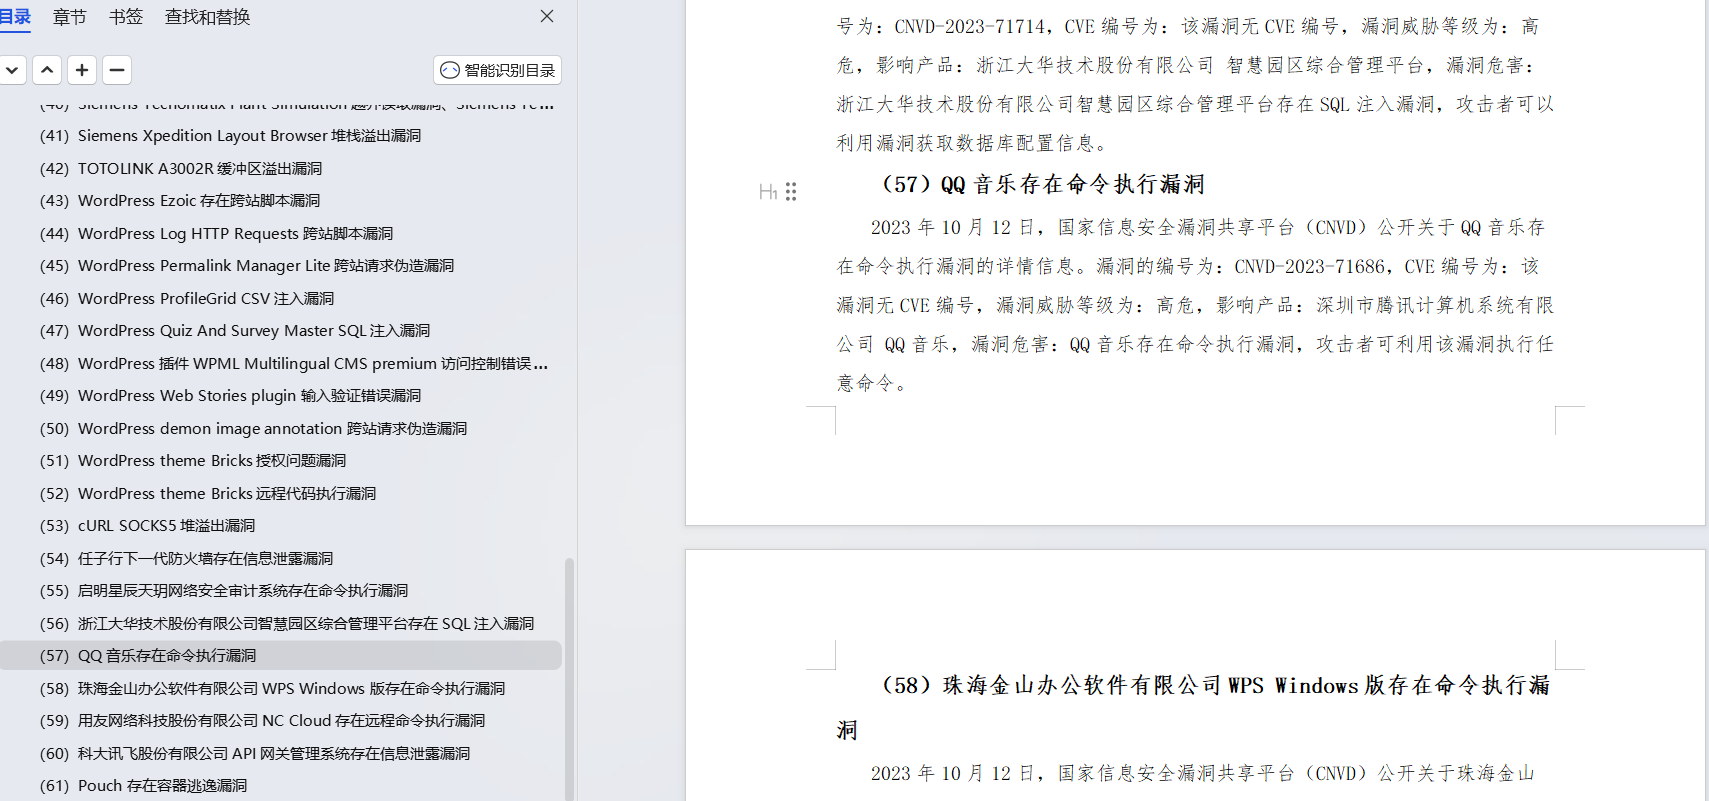 目录 章节 书签 查找和替换
智能识别目录
(41) Siemens Xpedition Layout Browser 堆栈溢出漏洞
(42) TOTOLINK A3002R 缓冲区溢出漏洞
(43) WordPress Ezoic 存在跨站脚本漏洞
(44) WordPress Log HTTP Requests 跨站脚本漏洞
(45) WordPress Permalink Manager Lite 跨站请求伪造漏洞
(46) WordPress ProfileGrid CSV 注入漏洞
(47) WordPress Quiz And Survey Master SQL 注入漏洞
(48) WordPress 插件 WPML Multilingual CMS premium 访问控制错误...
(49) WordPress Web Stories plugin 输入验证错误漏洞
(50) WordPress demon image annotation 跨站请求伪造漏洞
(51) WordPress theme Bricks 授权问题漏洞
(52) WordPress theme Bricks 远程代码执行漏洞
(53) cURL SOCKS5 堆溢出漏洞
(54) 任子行下一代防火墙存在信息泄露漏洞
(55) 启明星辰天玥网络安全审计系统存在命令执行漏洞
(56) 浙江大华技术股份有限公司智慧园区综合管理平台存在 SQL 注入漏洞
(57) QQ 音乐存在命令执行漏洞
(58) 珠海金山办公软件有限公司 WPS Windows 版存在命令执行漏洞
(59) 用友网络科技股份有限公司 NC Cloud 存在远程命令执行漏洞
(60) 科大讯飞股份有限公司 API 网关管理系统存在信息泄露漏洞
(61) Pouch 存在容器逃逸漏洞
号为：CNVD-2023-71714，CVE 编号为：该漏洞无 CVE 编号，漏洞威胁等级为：高
危，影响产品：浙江大华技术股份有限公司 智慧园区综合管理平台，漏洞危害：
浙江大华技术股份有限公司智慧园区综合管理平台存在 SQL 注入漏洞，攻击者可以
利用漏洞获取数据库配置信息。
H1
（57）QQ 音乐存在命令执行漏洞
2023 年 10 月 12 日，国家信息安全漏洞共享平台（CNVD）公开关于 QQ 音乐存
在命令执行漏洞的详情信息。漏洞的编号为：CNVD-2023-71686，CVE 编号为：该
漏洞无 CVE 编号，漏洞威胁等级为：高危，影响产品：深圳市腾讯计算机系统有限
公司 QQ 音乐，漏洞危害：QQ 音乐存在命令执行漏洞，攻击者可利用该漏洞执行任
意命令。
（58）珠海金山办公软件有限公司 WPS Windows 版存在命令执行漏
洞
2023 年 10 月 12 日，国家信息安全漏洞共享平台（CNVD）公开关于珠海金山